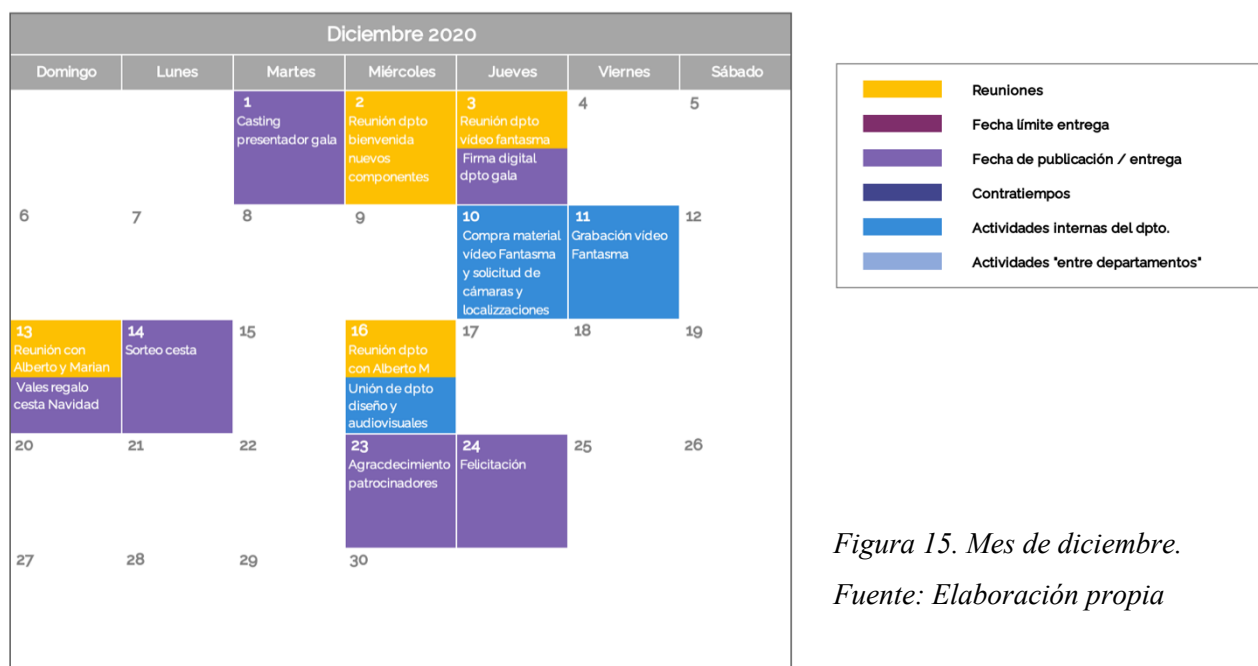 Diciembre 2020
Domingo Lunes Martes Miércoles Jueves Viernes Sábado
1
Casting
presentador gala
2
Reunión dpto
bienvenida
nuevos
componentes
3
Reunión dpto
vídeo fantasma
Firma digital
dpto gala
4
5
6
7
8
9
10
Compra material
vídeo Fantasma
y solicitud de
cámaras y
localizzaciones
11
Grabación vídeo
Fantasma
12
13
Reunión con
Alberto y Marian
Vales regalo
cesta Navidad
14
Sorteo cesta
15
16
Reunión dpto
con Alberto M
Unión de dpto
diseño y
audiovisuales
17
18
19
20
21
22
23
Agracdecimiento
patrocinadores
24
Felicitación
25
26
27
28
29
30
Reuniones
Fecha límite entrega
Fecha de publicación / entrega
Contratiempos
Actividades internas del dpto.
Actividades "entre departamentos"
Figura 15. Mes de diciembre.
Fuente: Elaboración propia